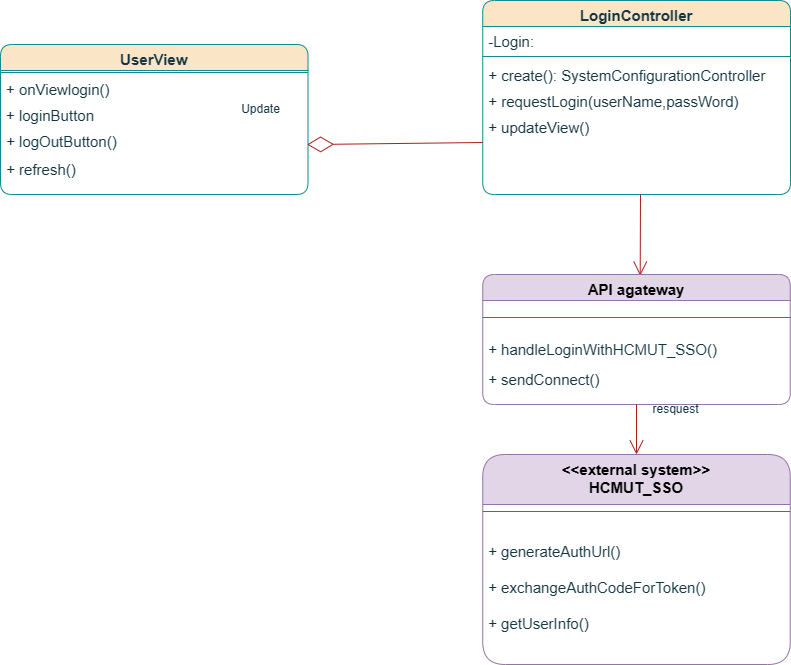 UserView
+ onViewlogin()
+ loginButton
+ logOutButton()
+ refresh()
Update
LoginController
-Login:
+ create(): SystemConfigurationController
+ requestLogin(userName,passWord)
+ updateView()
API agateway
+ handleLoginWithHCMUT_SSO()
+ sendConnect()
resquest
<<external system>>
HCMUT_SSO
+ generateAuthUrl()
+ exchangeAuthCodeForToken()
+ getUserInfo()